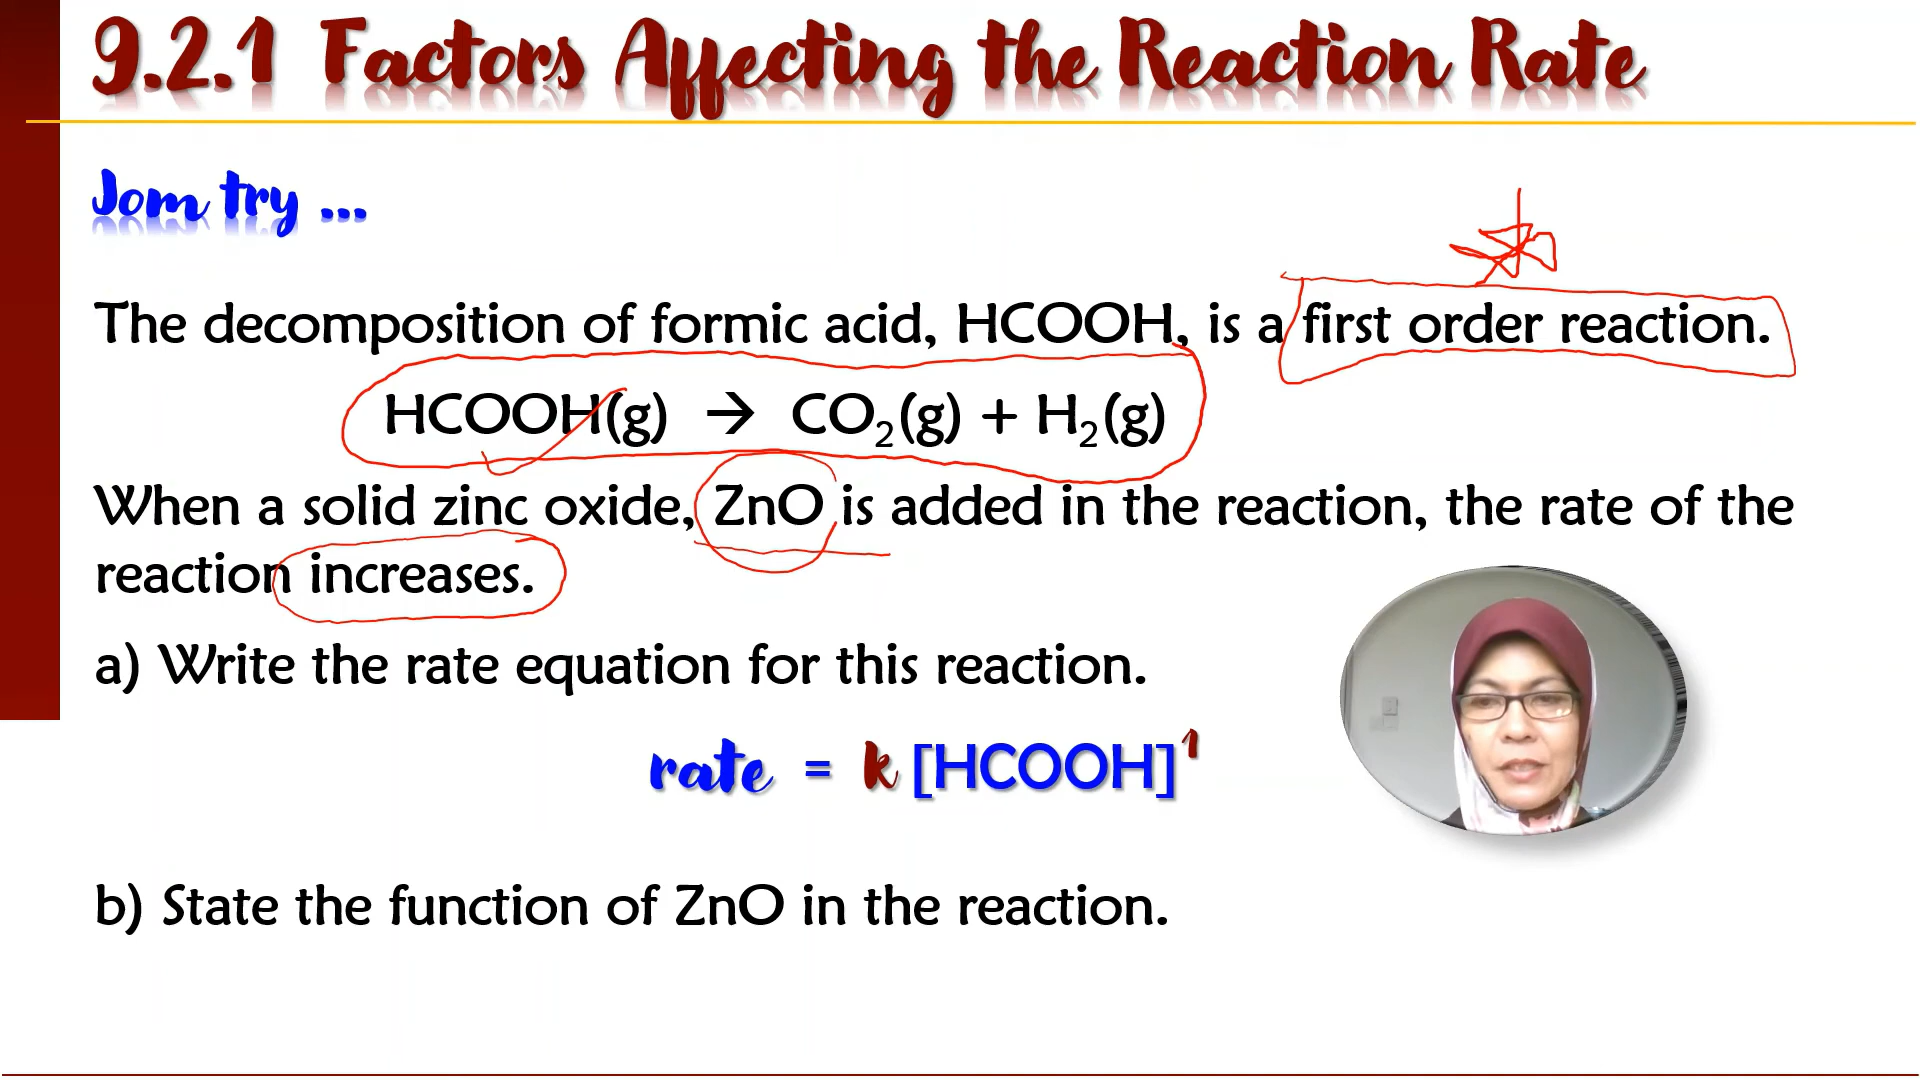 9.2.1 Factors Affecting the Reaction Rate
Jom try ...
The decomposition of formic acid, HCOOH, is a first order reaction.
HCOOH(g) → CO₂(g) + H₂(g)
When a solid zinc oxide, ZnO is added in the reaction, the rate of the
reaction increases.
a) Write the rate equation for this reaction.
rate = k [HCOOH]¹
b) State the function of ZnO in the reaction.